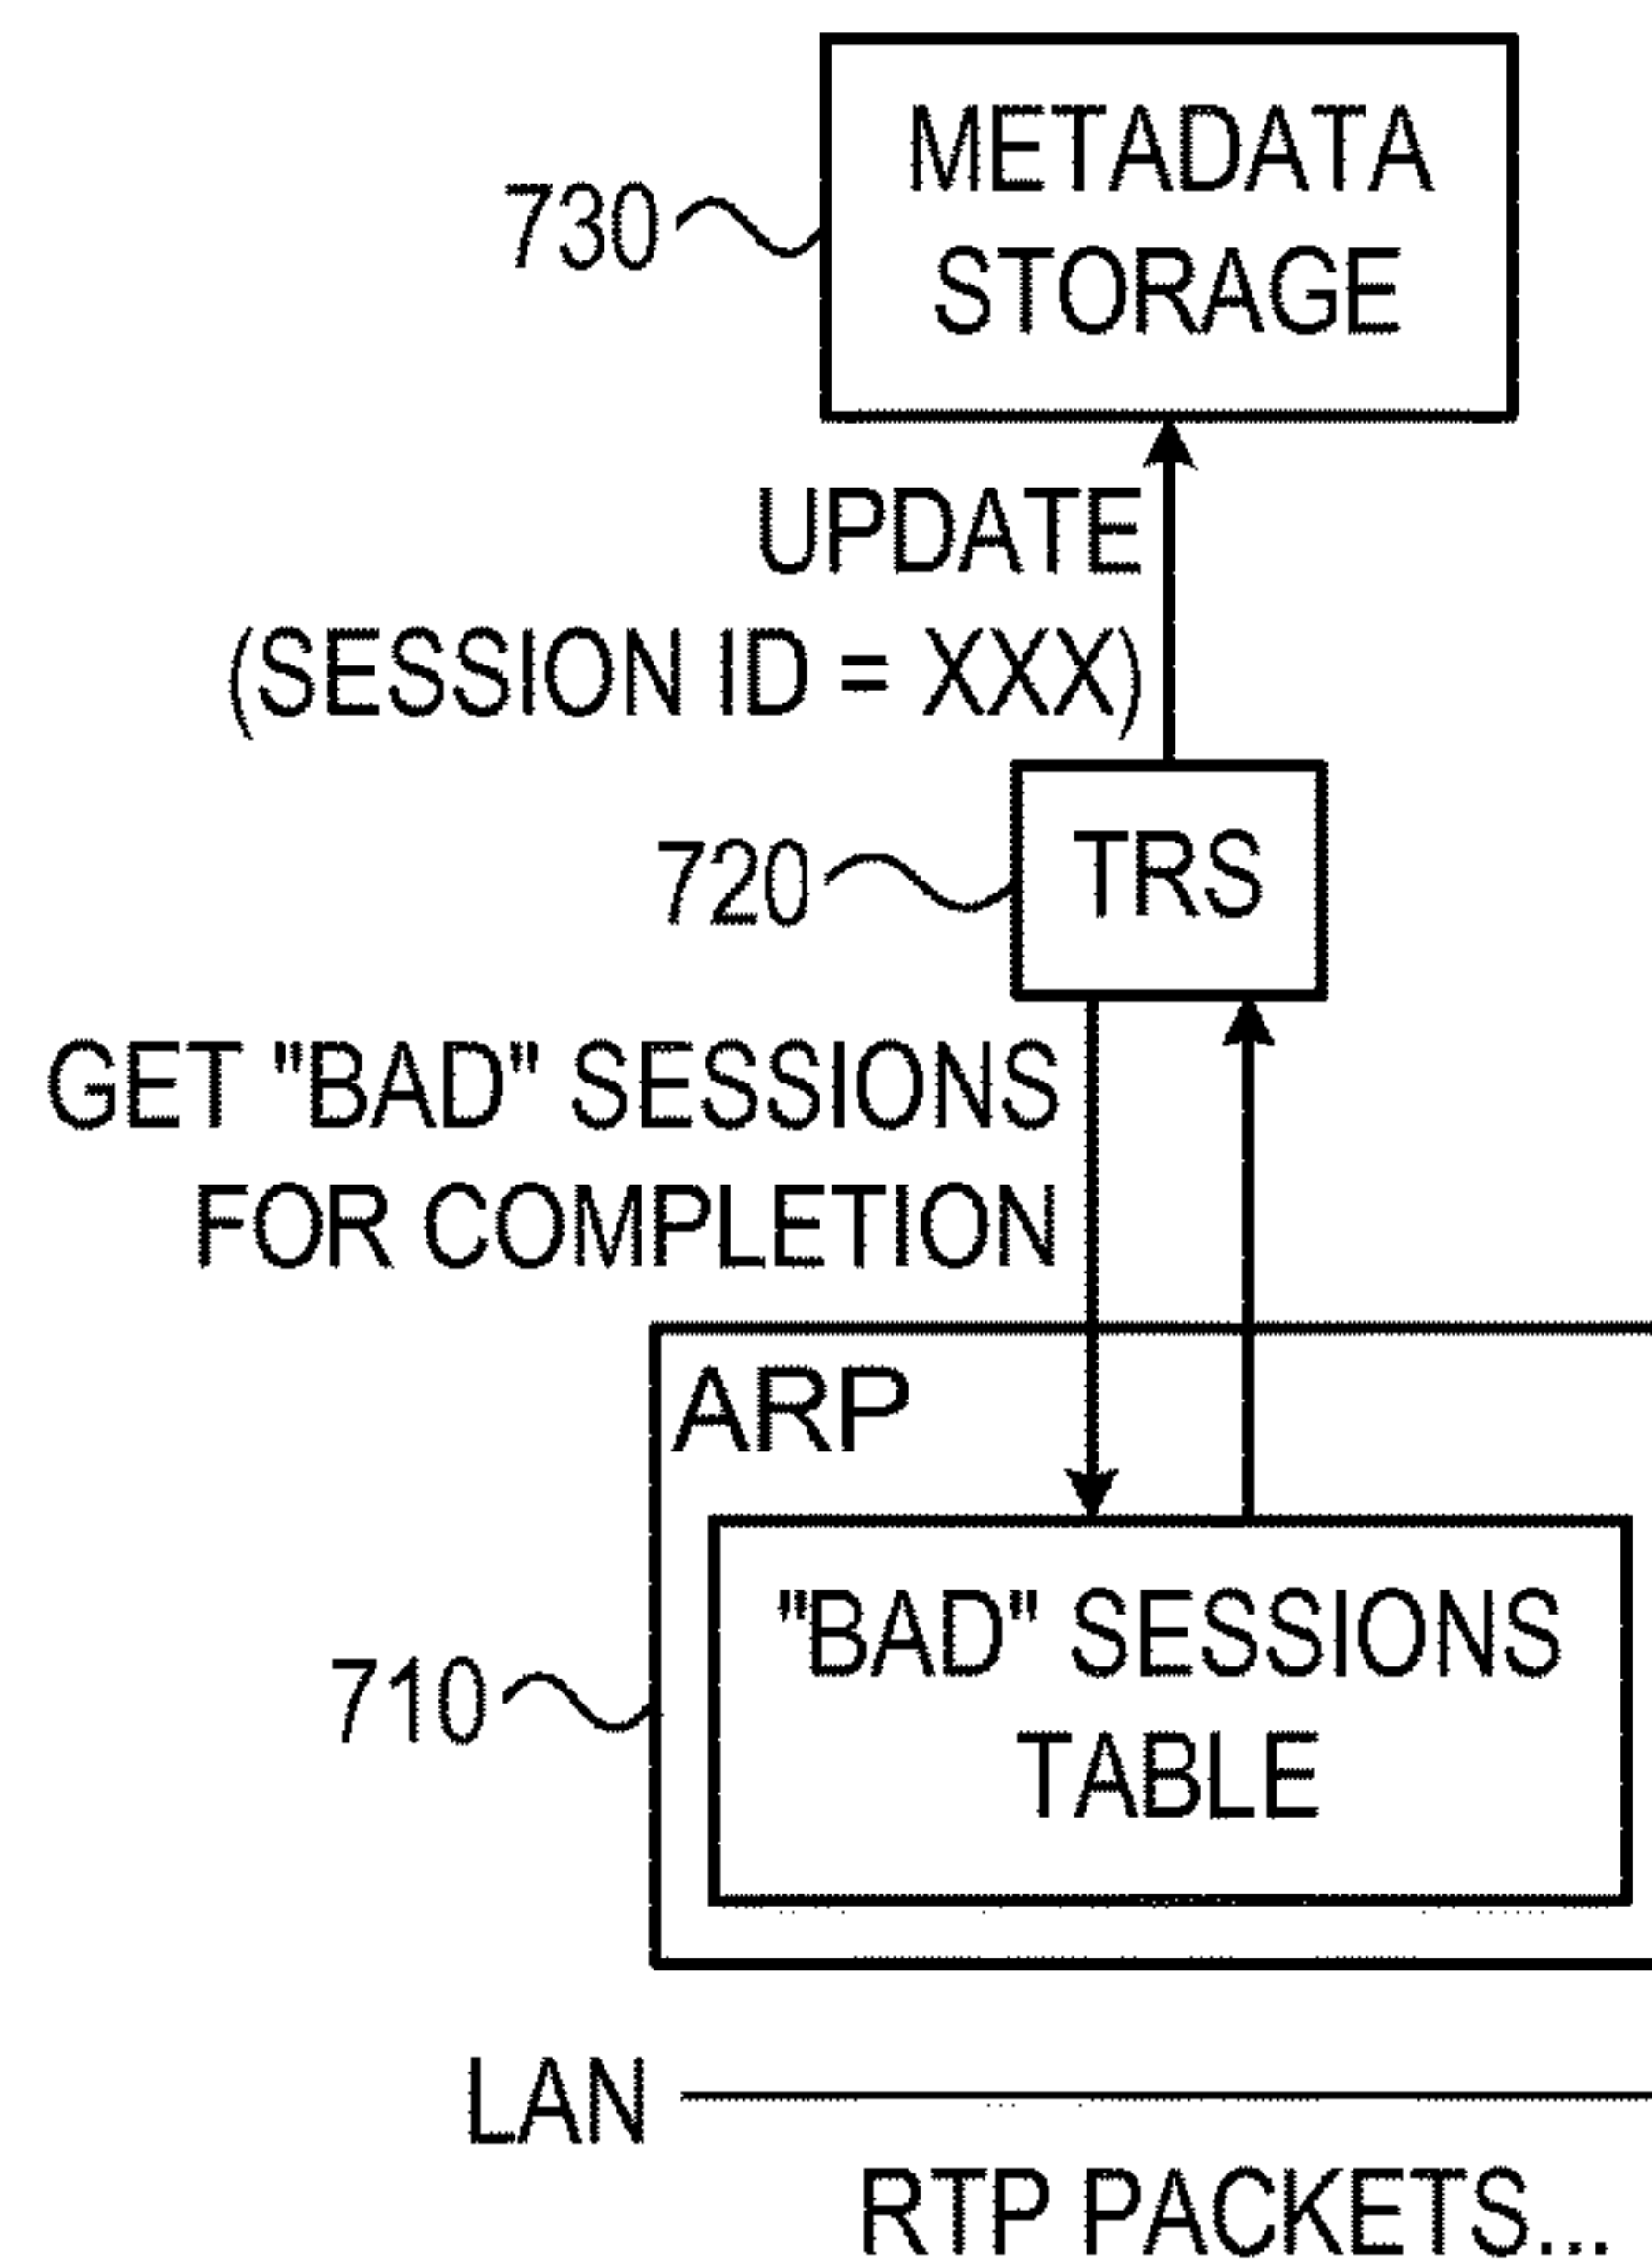 METADATA
STORAGE
730
UPDATE
(SESSION ID = XXX)
720
TRS
GET "BAD" SESSIONS
FOR COMPLETION
ARP
"BAD" SESSIONS
TABLE
710
LAN
RTP PACKETS...